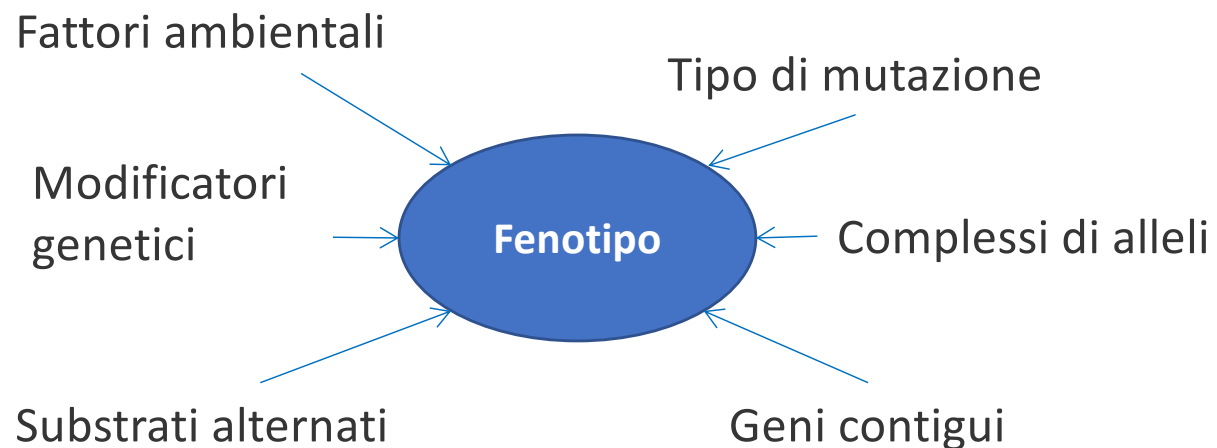 Fattori ambientali
Tipo di mutazione
Modificatori
genetici
Fenotipo
Complessi di alleli
Substrati alternati
Geni contigui